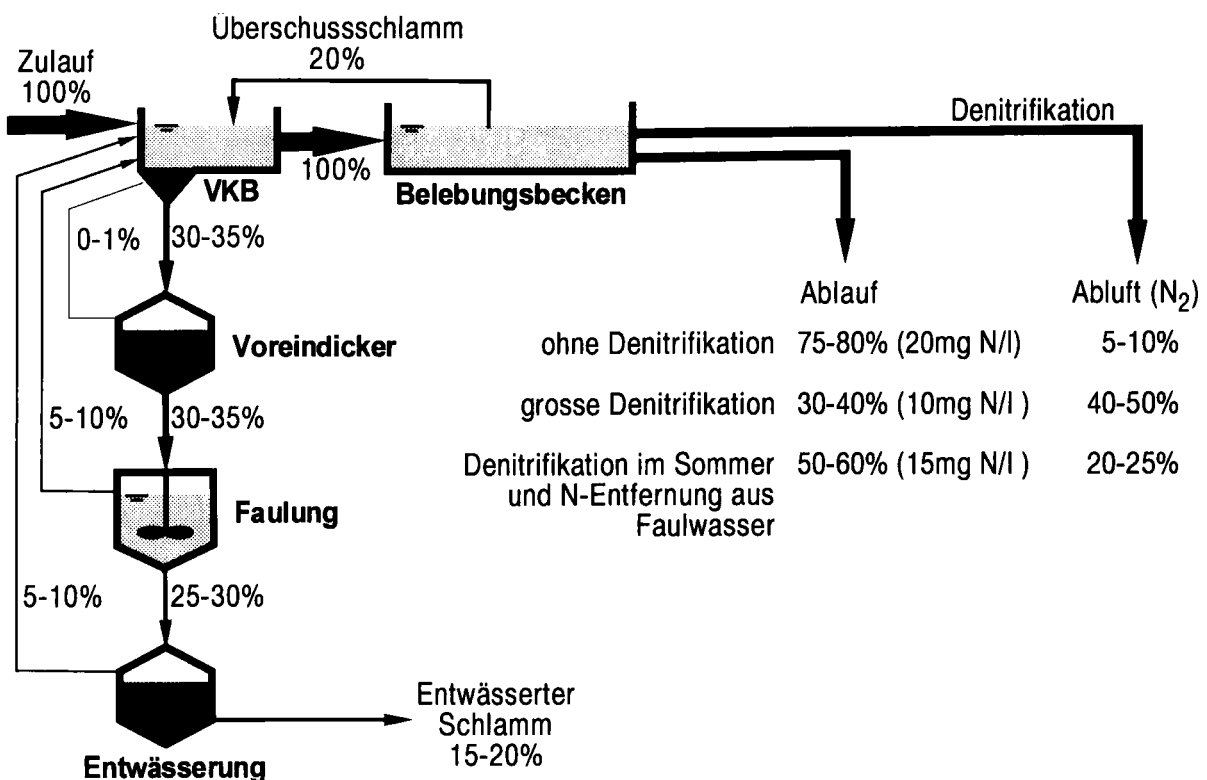 Überschussschlamm
20%
Zulauf
100%
Denitrifikation
100%
VKB
Belebungsbecken
0-1%
30-35%
Ablauf
Abluft (N₂)
Voreindicker
ohne Denitrifikation 75-80% (20mg N/l) 5-10%
5-10%
30-35%
grosse Denitrifikation 30-40% (10mg N/l ) 40-50%
Denitrifikation im Sommer 50-60% (15mg N/l ) 20-25%
und N-Entfernung aus
Faulwasser
Faulung
5-10%
25-30%
Entwässerter
Schlamm
15-20%
Entwässerung